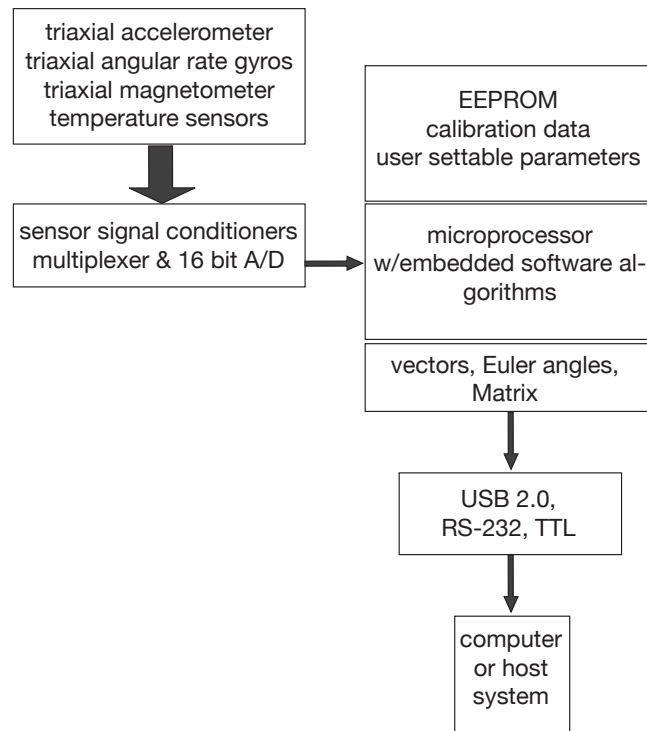 triaxial accelerometer
triaxial angular rate gyros
triaxial magnetometer
temperature sensors
sensor signal conditioners
multiplexer & 16 bit A/D
EEPROM
calibration data
user settable parameters
microprocessor
w/embedded software al-
gorithms
vectors, Euler angles,
Matrix
USB 2.0,
RS-232, TTL
computer
or host
system